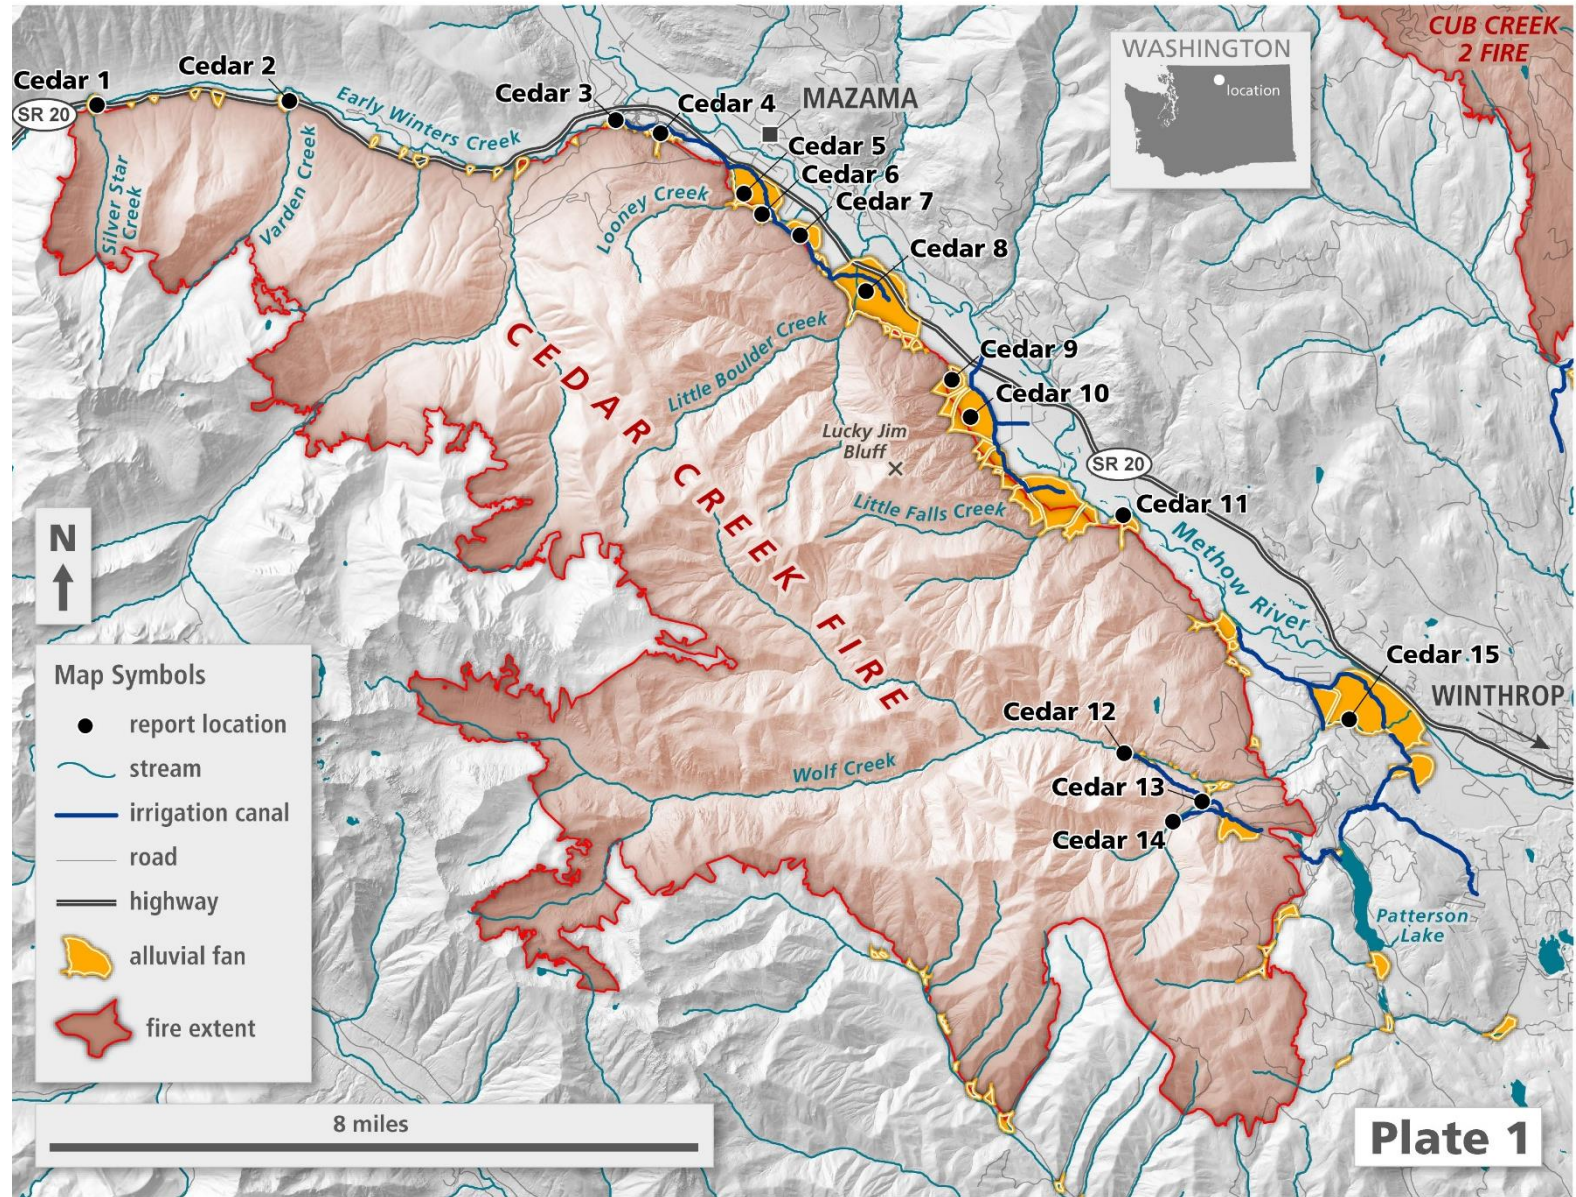 CUB CREEK
2 FIRE
WASHINGTON
location
Cedar 1
Cedar 2
SR 20
Early Winters Creek
Cedar 3
Cedar 4
MAZAMA
Cedar 5
Cedar 6
Cedar 7
Silver Star
Creek
Varden Creek
Looney Creek
Cedar 8
Little Boulder Creek
Cedar 9
Cedar 10
Lucky Jim
Bluff
SR 20
Little Falls Creek
Cedar 11
CEDAR CREEK FIRE
Methow River
N
Cedar 15
WINTHROP
Cedar 12
Wolf Creek
Cedar 13
Cedar 14
Patterson
Lake
Map Symbols
report location
stream
irrigation canal
road
highway
alluvial fan
fire extent
8 miles
Plate 1